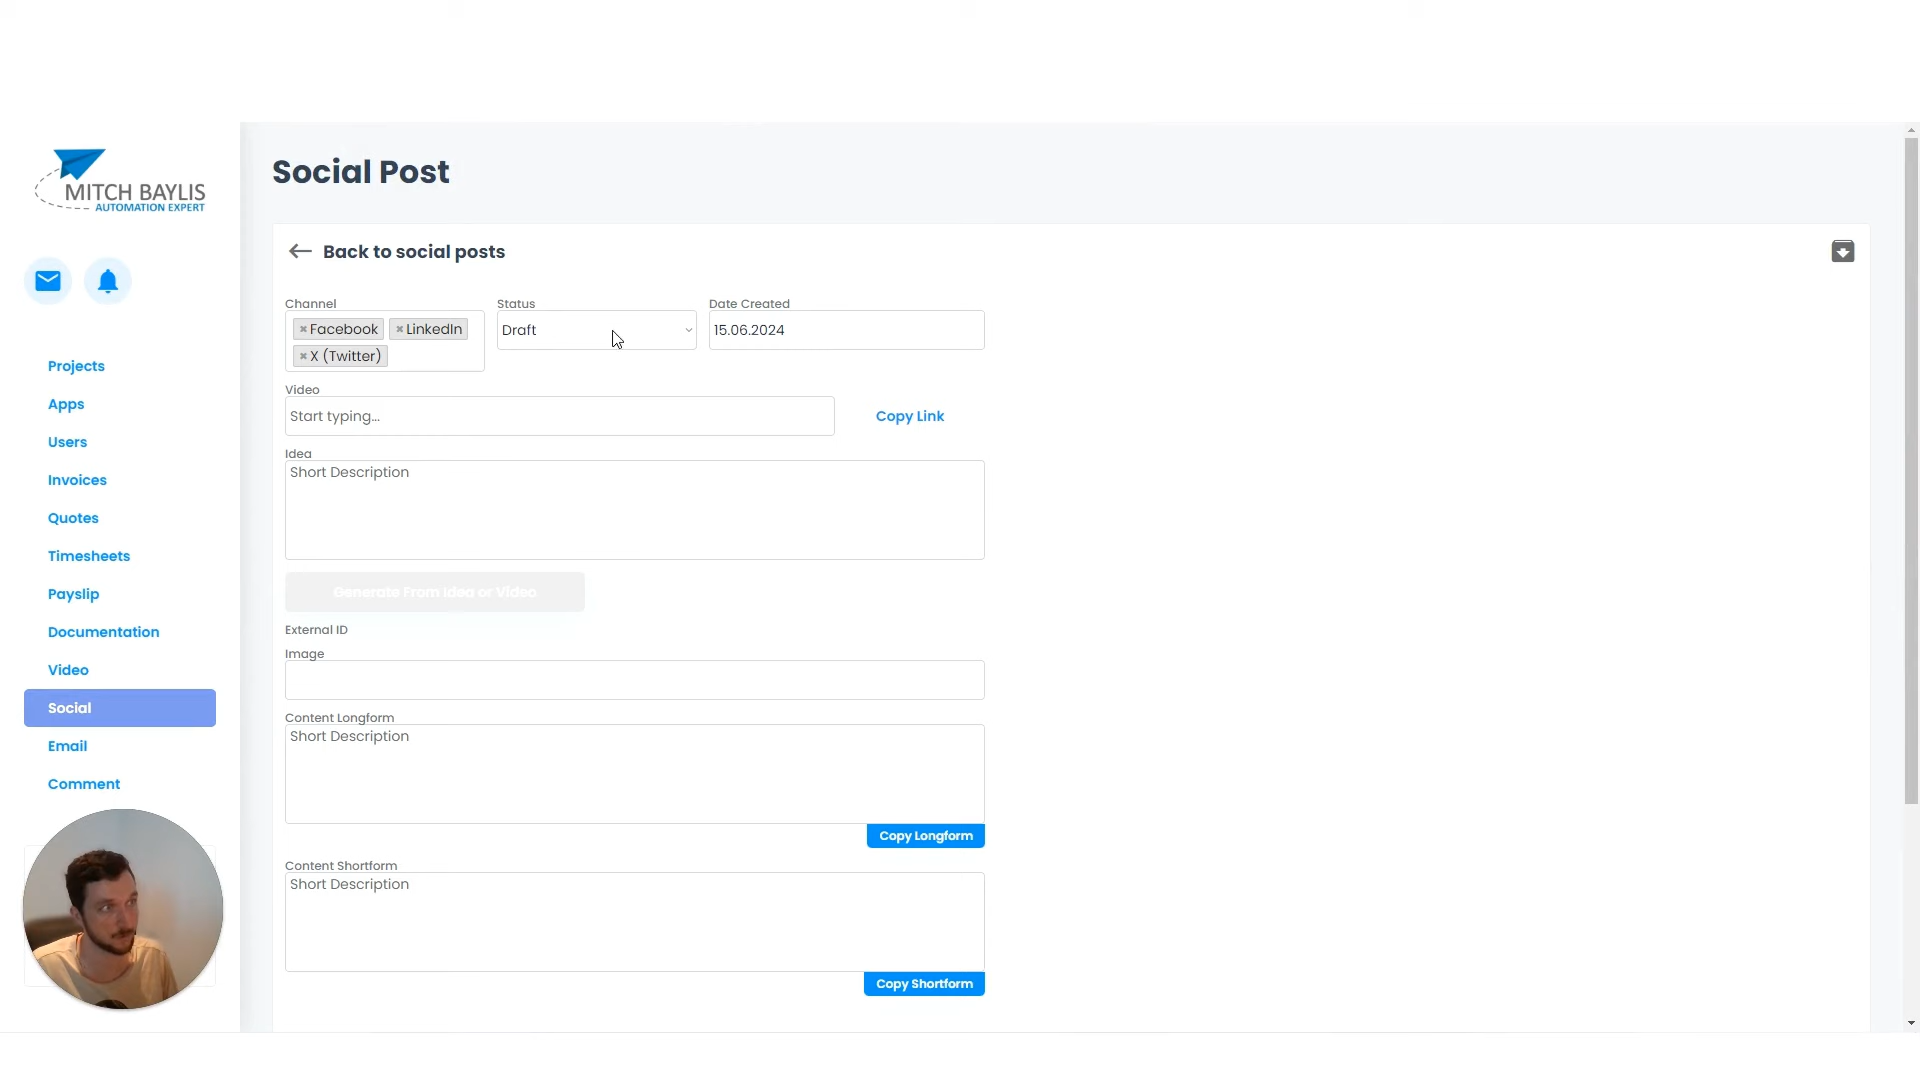 Social Post
MITCH BAYLIS
AUTOMATION EXPERT
Back to social posts
Channel
Status
Date Created
× Facebook
× LinkedIn
× X (Twitter)
Draft
15.06.2024
Video
Start typing...
Copy Link
Idea
Short Description
Generate From Idea or Video
External ID
Image
Content Longform
Short Description
Copy Longform
Content Shortform
Short Description
Copy Shortform
Projects
Apps
Users
Invoices
Quotes
Timesheets
Payslip
Documentation
Video
Social
Email
Comment